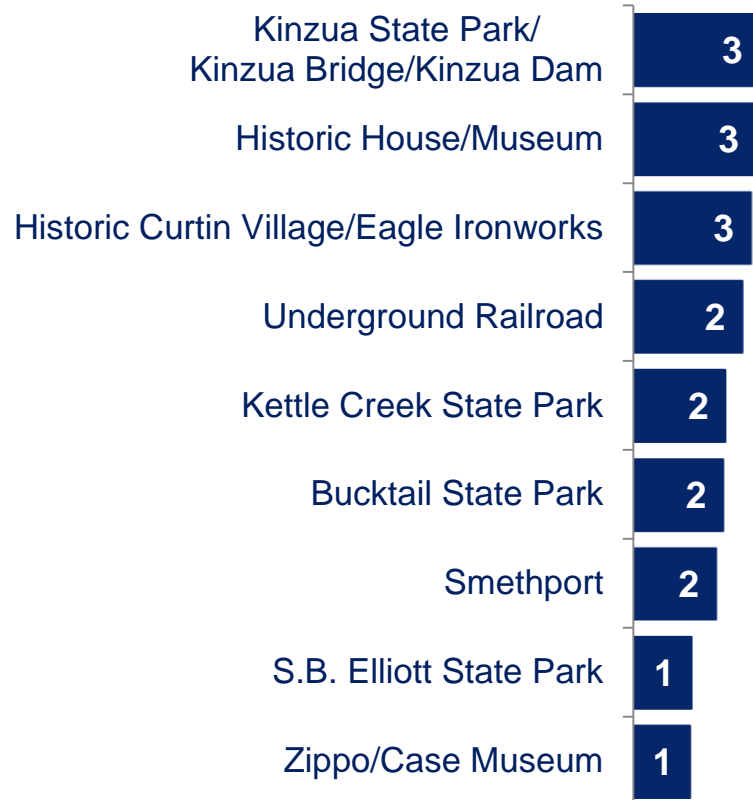 Kinzua State Park/
Kinzua Bridge/Kinzua Dam
3
Historic House/Museum
3
Historic Curtin Village/Eagle Ironworks
3
Underground Railroad
2
Kettle Creek State Park
2
Bucktail State Park
2
Smethport
2
S.B. Elliott State Park
1
Zippo/Case Museum
1